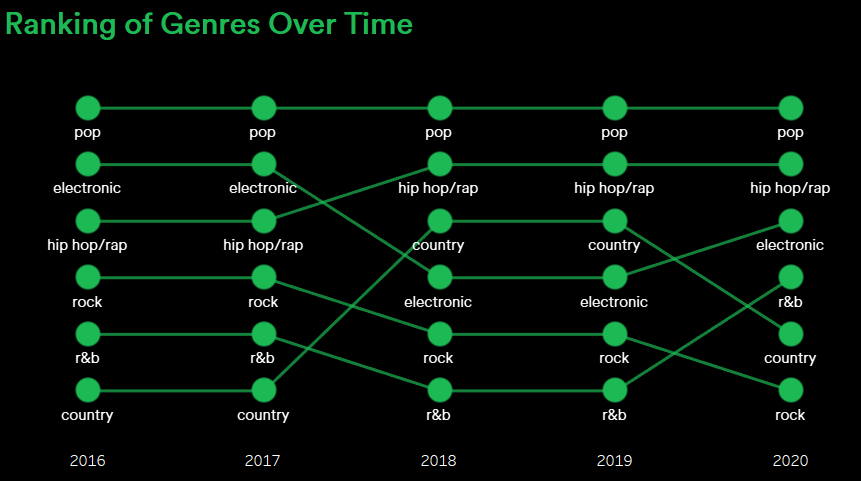 Ranking of Genres Over Time
pop pop pop pop pop
electronic electronic hip hop/rap hip hop/rap hip hop/rap
hip hop/rap hip hop/rap country country electronic
rock rock electronic electronic r&b
r&b r&b rock rock country
country country r&b r&b rock
2016 2017 2018 2019 2020